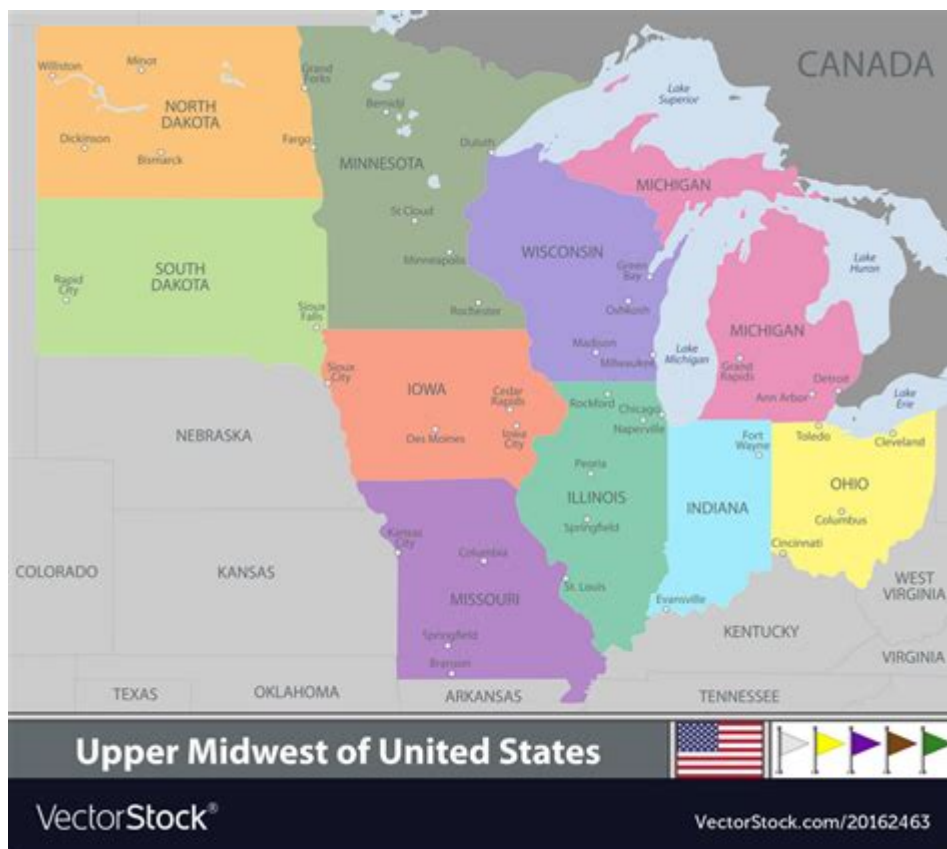 CANADA
Williston
Minot
Grand
Forks
Lake
Superior
Bemidji
NORTH
DAKOTA
Dickinson
Bismarck
Fargo
MINNESOTA
Duluth
MICHIGAN
St Cloud
Minneapolis
WISCONSIN
SOUTH
DAKOTA
Rapid
City
Green
Bay
Lake
Huron
Sioux
Falls
Rochester
Oshkosh
MICHIGAN
Madison
Milwaukee
Lake
Michigan
Grand
Rapids
Sioux
City
IOWA
Cedar
Rapids
Rockford
Chicago
Naperville
Ann Arbor
Detroit
Lake
Erie
NEBRASKA
Des Moines
Iowa
City
Fort
Wayne
Toledo
Cleveland
Peoria
ILLINOIS
INDIANA
OHIO
Springfield
Columbus
Kansas
City
Columbia
Cincinnati
COLORADO
KANSAS
St. Louis
MISSOURI
Evansville
WEST
VIRGINIA
Springfield
KENTUCKY
Branson
VIRGINIA
TEXAS
OKLAHOMA
ARKANSAS
TENNESSEE
Upper Midwest of United States
VectorStock®
VectorStock.com/20162463